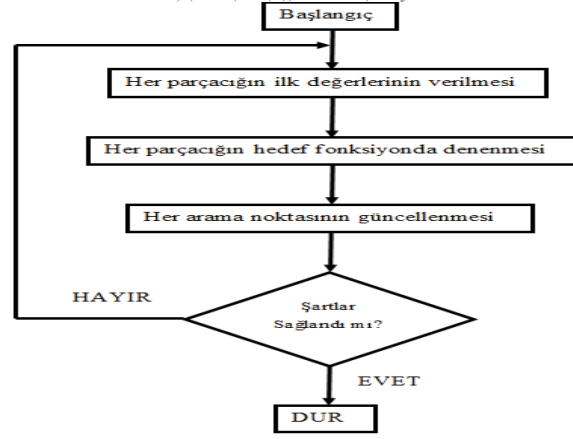 Başlangıç
Her parçacığın ilk değerlerinin verilmesi
Her parçacığın hedef fonksiyonda denenmesi
Her arama noktasının güncellenmesi
HAYIR
Şartlar
Sağlandı mı?
EVET
DUR